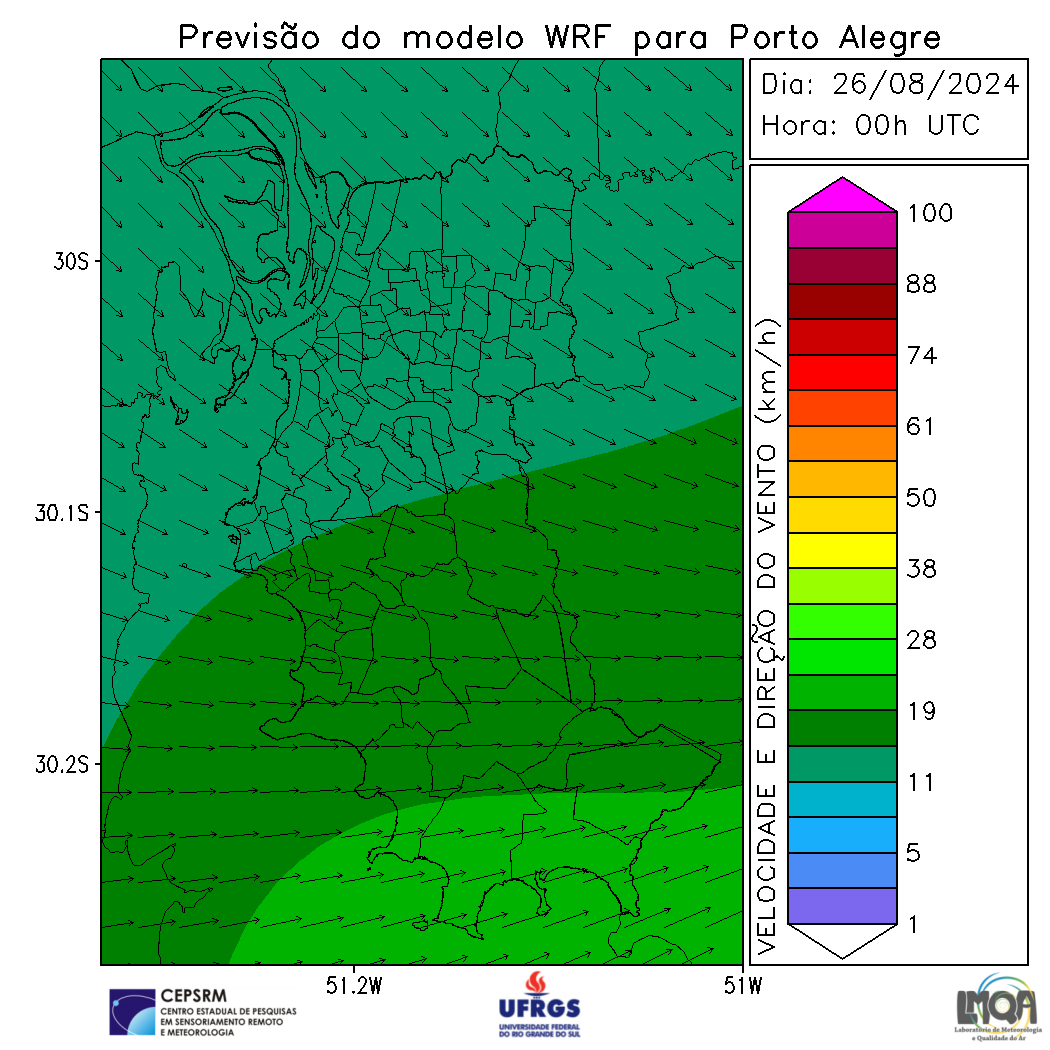 Previsão do modelo WRF para Porto Alegre
Dia: 26/08/2024
Hora: 00h UTC
30S
30.1S
30.2S
51.2W
51W
VELOCIDADE E DIREÇÃO DO VENTO (km/h)
100
88
74
61
50
38
28
19
11
5
1
CEPSRM
CENTRO ESTADUAL DE PESQUISAS
EM SENSORIAMENTO REMOTO
E METEOROLOGIA
UFRGS
UNIVERSIDADE FEDERAL
DO RIO GRANDE DO SUL
LMQA
Laboratório de Meteorologia
e Qualidade do Ar